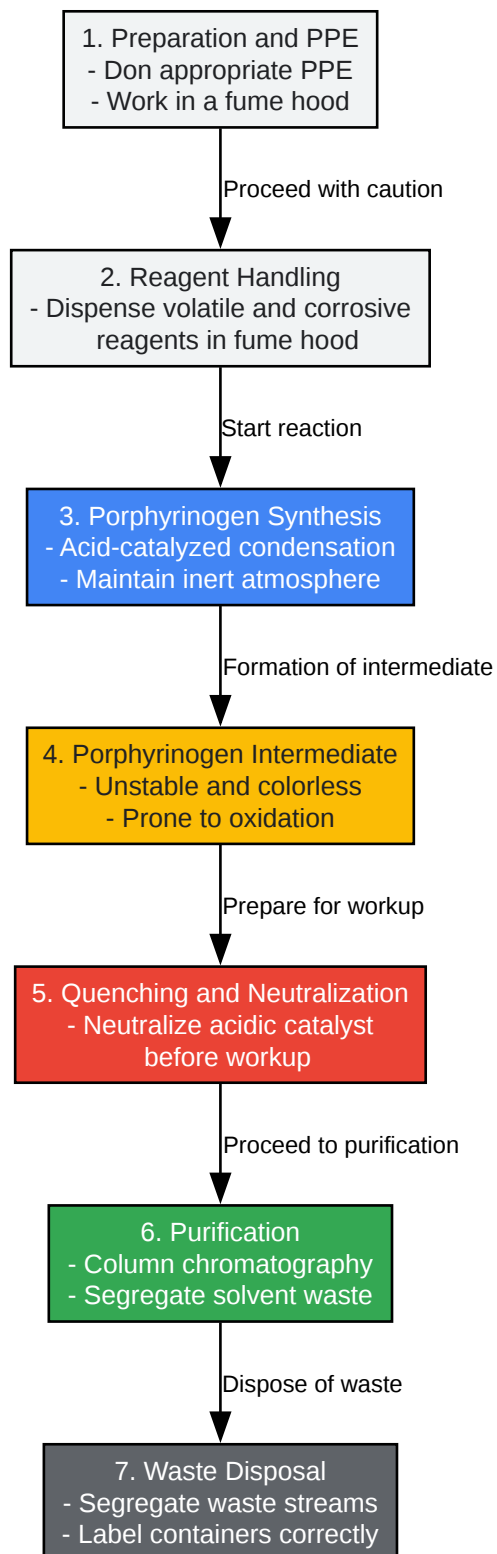 1. Preparation and PPE
- Don appropriate PPE
- Work in a fume hood
Proceed with caution
2. Reagent Handling
- Dispense volatile and corrosive
reagents in fume hood
Start reaction
3. Porphyrinogen Synthesis
- Acid-catalyzed condensation
- Maintain inert atmosphere
Formation of intermediate
4. Porphyrinogen Intermediate
- Unstable and colorless
- Prone to oxidation
Prepare for workup
5. Quenching and Neutralization
- Neutralize acidic catalyst
before workup
Proceed to purification
6. Purification
- Column chromatography
- Segregate solvent waste
Dispose of waste
7. Waste Disposal
- Segregate waste streams
- Label containers correctly